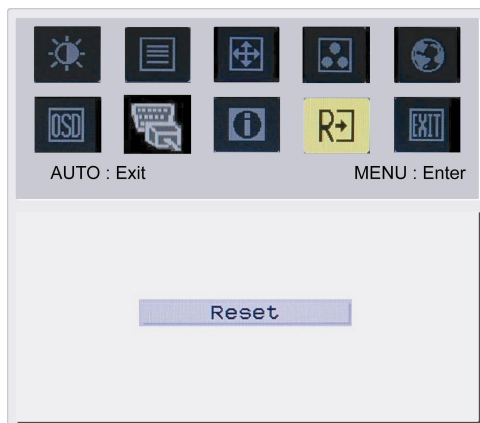 OSD
i
R
EXIT
AUTO : Exit
MENU : Enter
Reset